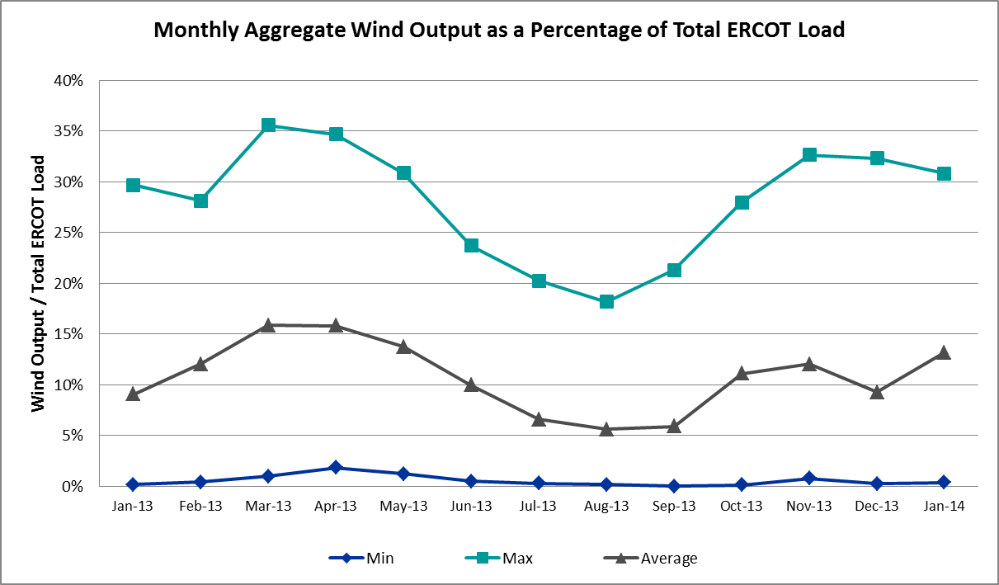 Monthly Aggregate Wind Output as a Percentage of Total ERCOT Load
Wind Output / Total ERCOT Load
40%
35%
30%
25%
20%
15%
10%
5%
0%
Jan-13 Feb-13 Mar-13 Apr-13 May-13 Jun-13 Jul-13 Aug-13 Sep-13 Oct-13 Nov-13 Dec-13 Jan-14
Min Max Average